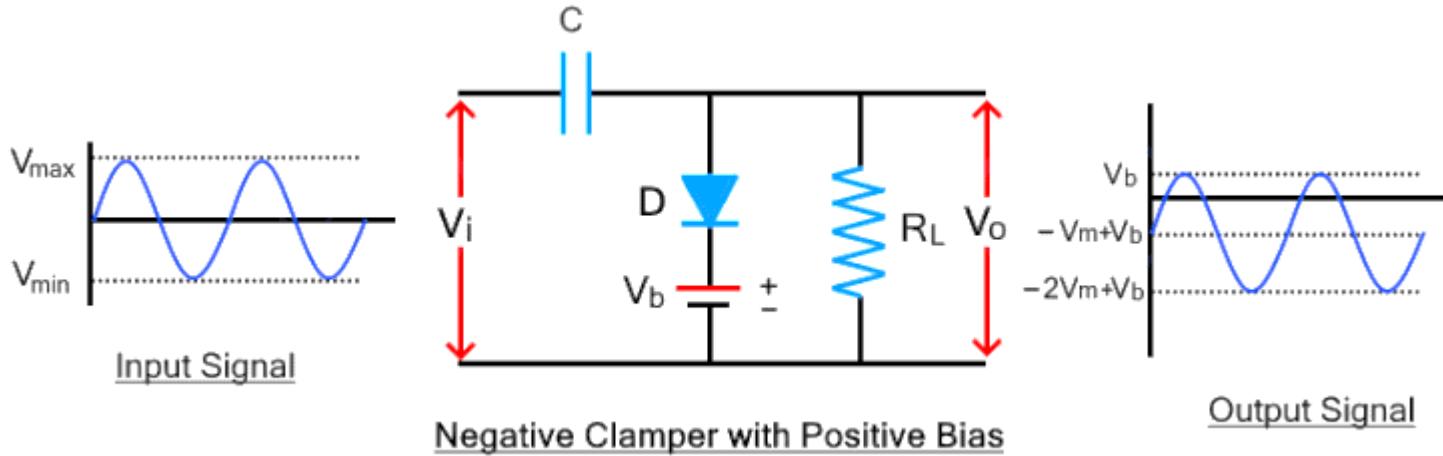 C
Vmax
Vmin
Input Signal
Vi
D
Vb
+
−
RL
Vo
Vb
−Vm+Vb
−2Vm+Vb
Output Signal
Negative Clamper with Positive Bias